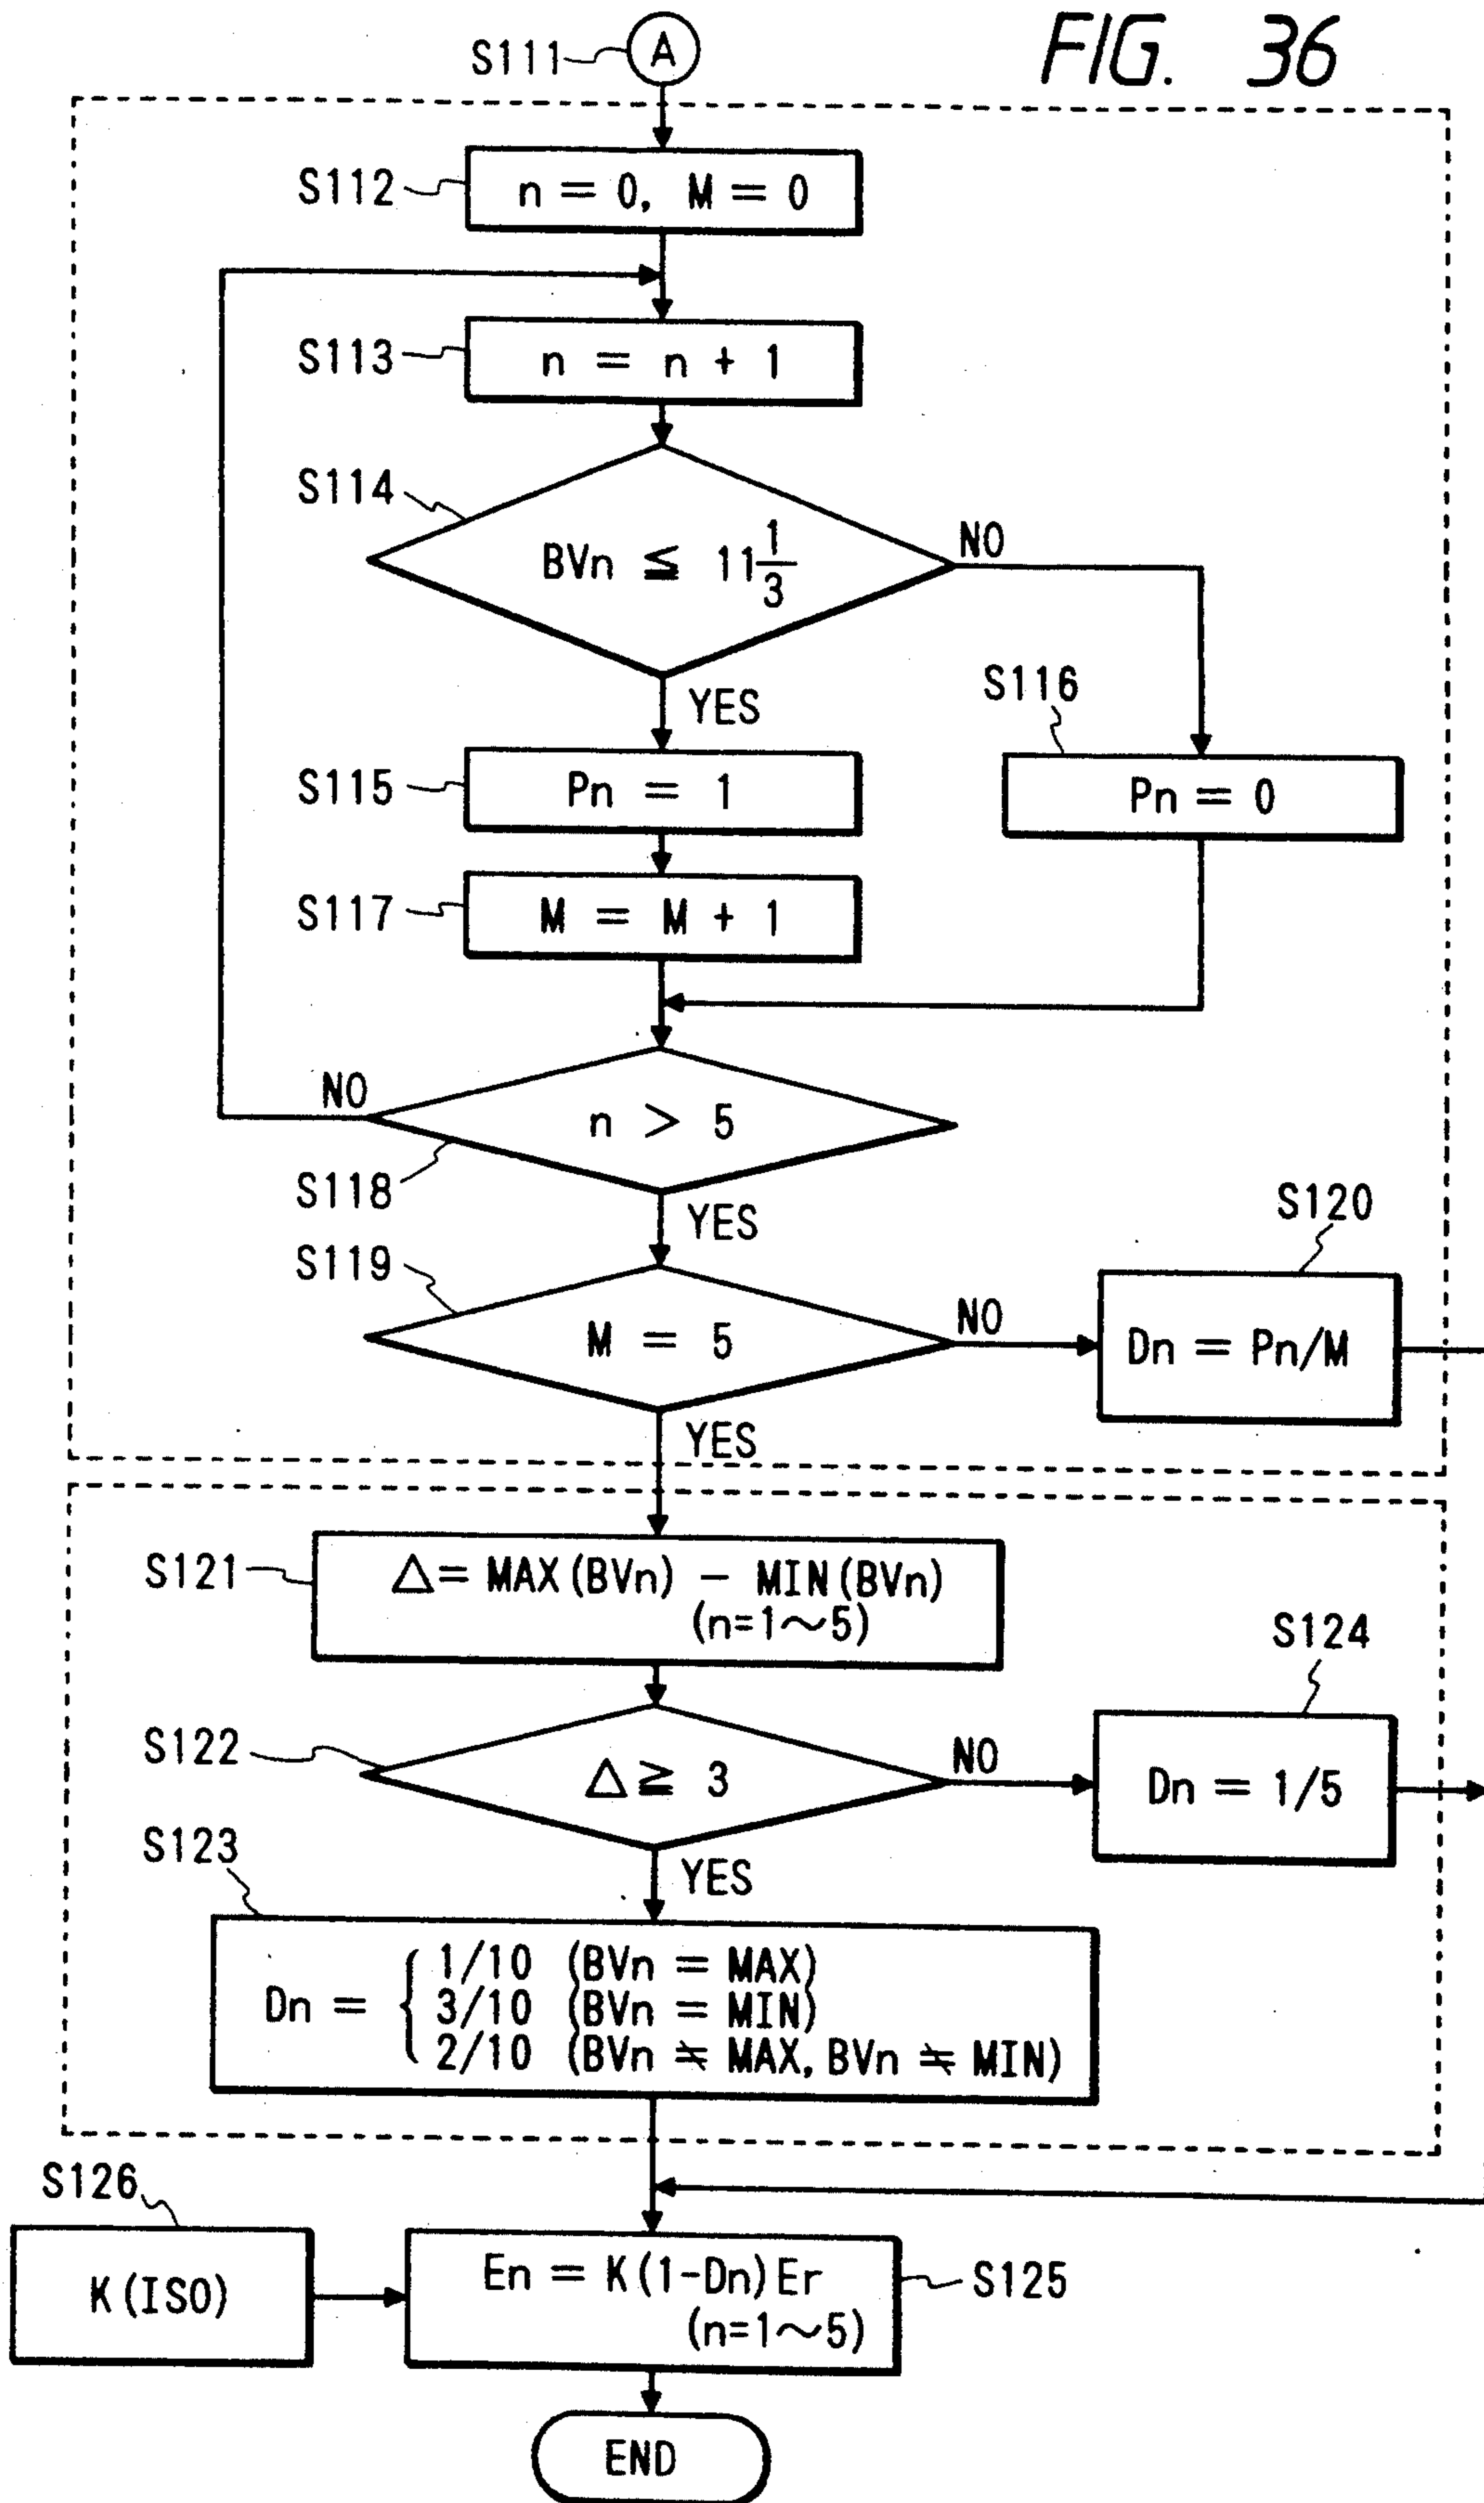 FIG. 36
S111
A
S112
n = 0, M = 0
S113
n = n + 1
S114
BVn ≦ 11 1/3
NO
YES
S116
S115
Pn = 1
Pn = 0
S117
M = M + 1
NO
n > 5
S118
YES
S120
S119
M = 5
NO
Dn = Pn/M
YES
S121
△ = MAX (BVn) - MIN (BVn)
(n=1～5)
S124
S122
△ ≧ 3
NO
Dn = 1/5
S123
YES
Dn = { 1/10 (BVn = MAX)
3/10 (BVn = MIN)
2/10 (BVn ≠ MAX, BVn ≠ MIN)
S126
K (ISO)
En = K (1-Dn) Er
(n=1～5)
S125
END